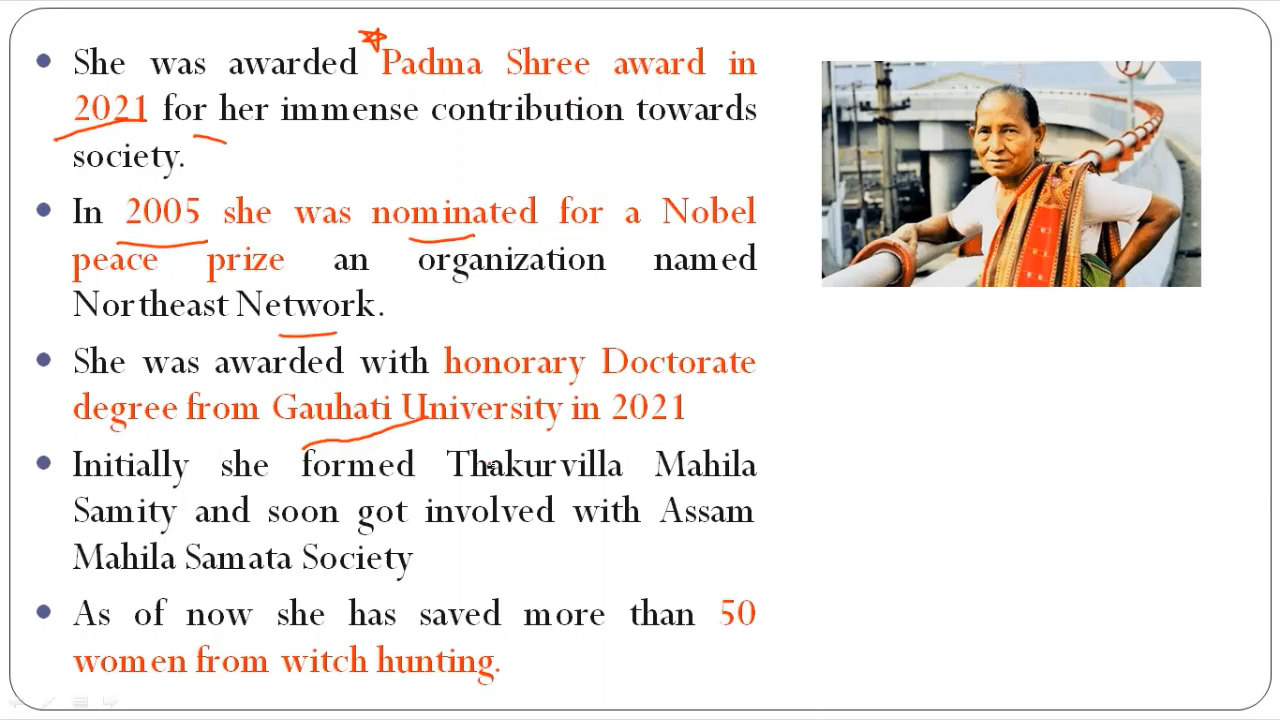 She was awarded Padma Shree award in
2021 for her immense contribution towards
society.
In 2005 she was nominated for a Nobel
peace prize an organization named
Northeast Network.
She was awarded with honorary Doctorate
degree from Gauhati University in 2021
Initially she formed Thakurvilla Mahila
Samity and soon got involved with Assam
Mahila Samata Society
As of now she has saved more than 50
women from witch hunting.